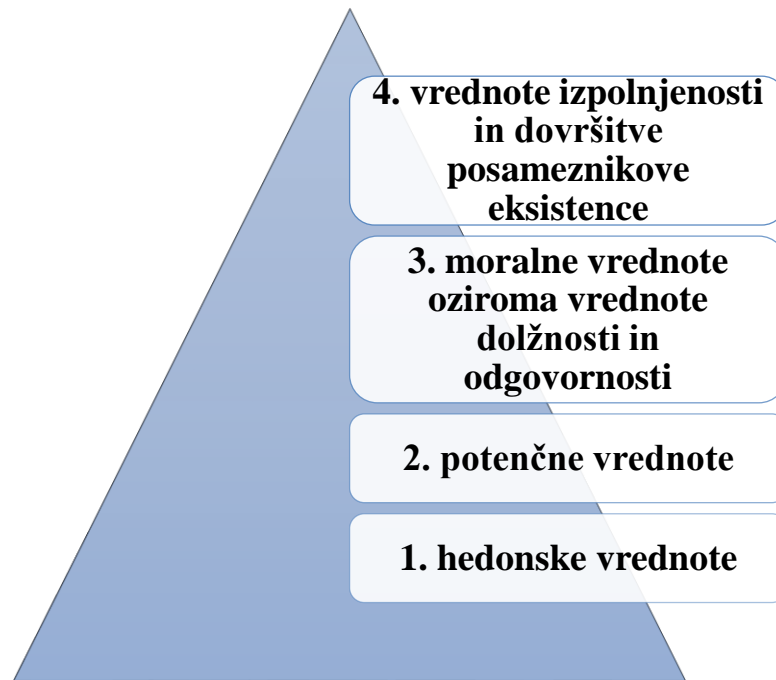 4. vrednote izpolnjenosti
in dovršitve
posameznikove
eksistence
3. moralne vrednote
oziroma vrednote
dolžnosti in
odgovornosti
2. potenčne vrednote
1. hedonske vrednote